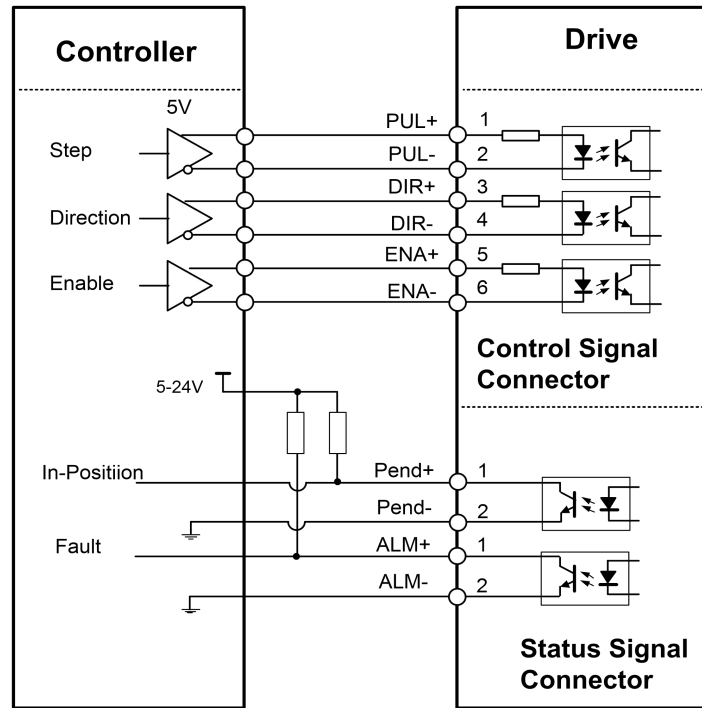 Controller
Drive
5V
Step
PUL+
1
PUL-
2
Direction
DIR+
3
DIR-
4
Enable
ENA+
5
ENA-
6
Control Signal
Connector
5-24V
In-Positiion
Pend+
1
Pend-
2
Fault
ALM+
1
ALM-
2
Status Signal
Connector